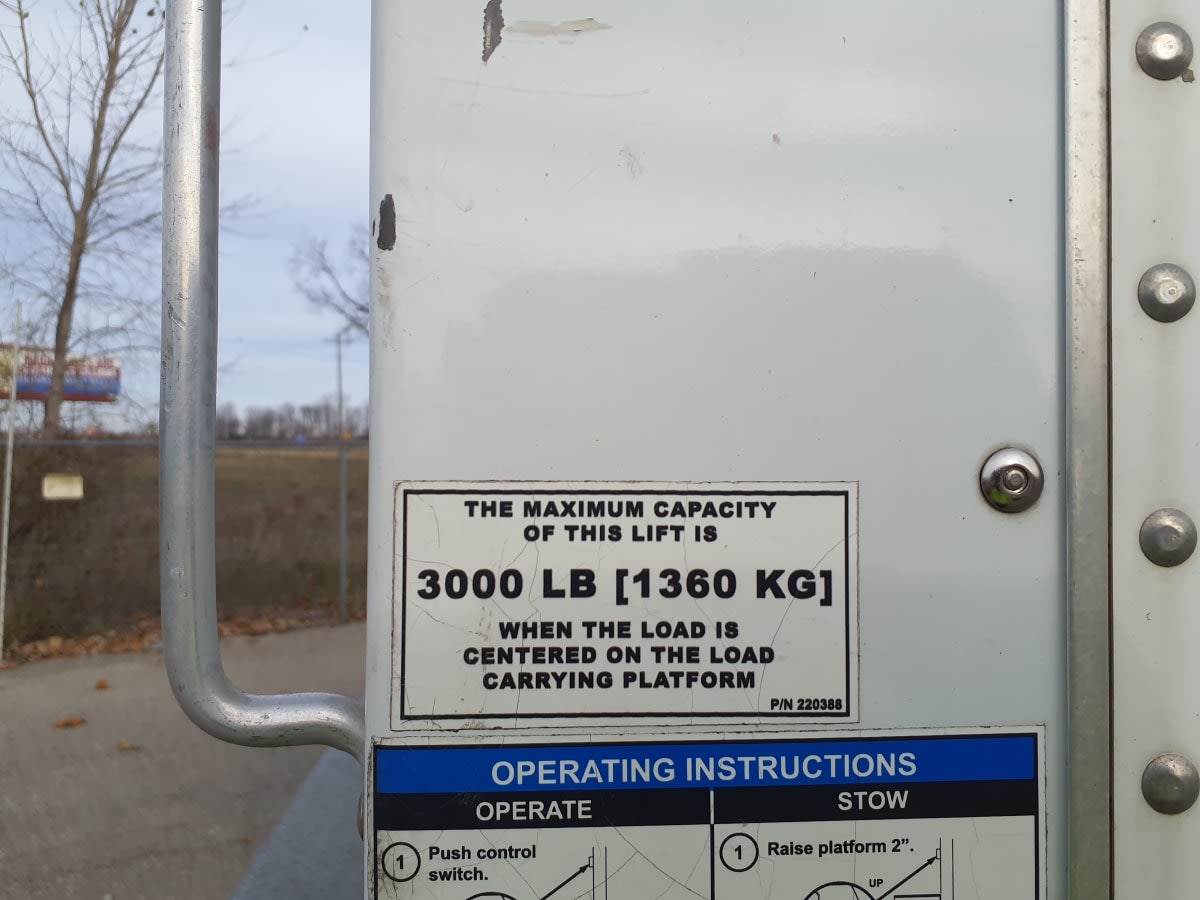 THE MAXIMUM CAPACITY
OF THIS LIFT IS
3000 LB [1360 KG]
WHEN THE LOAD IS
CENTERED ON THE LOAD
CARRYING PLATFORM
P/N 220388
OPERATING INSTRUCTIONS
OPERATE
STOW
1 Push control
switch.
1 Raise platform 2”.
UP